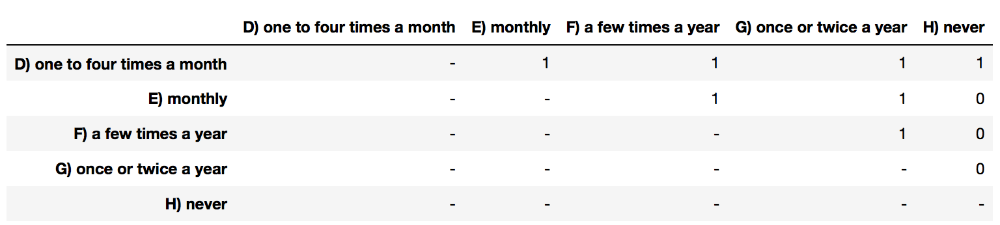 D) one to four times a month E) monthly F) a few times a year G) once or twice a year H) never
D) one to four times a month - 1 1 1 1
E) monthly - - 1 1 0
F) a few times a year - - - 1 0
G) once or twice a year - - - - 0
H) never - - - - -